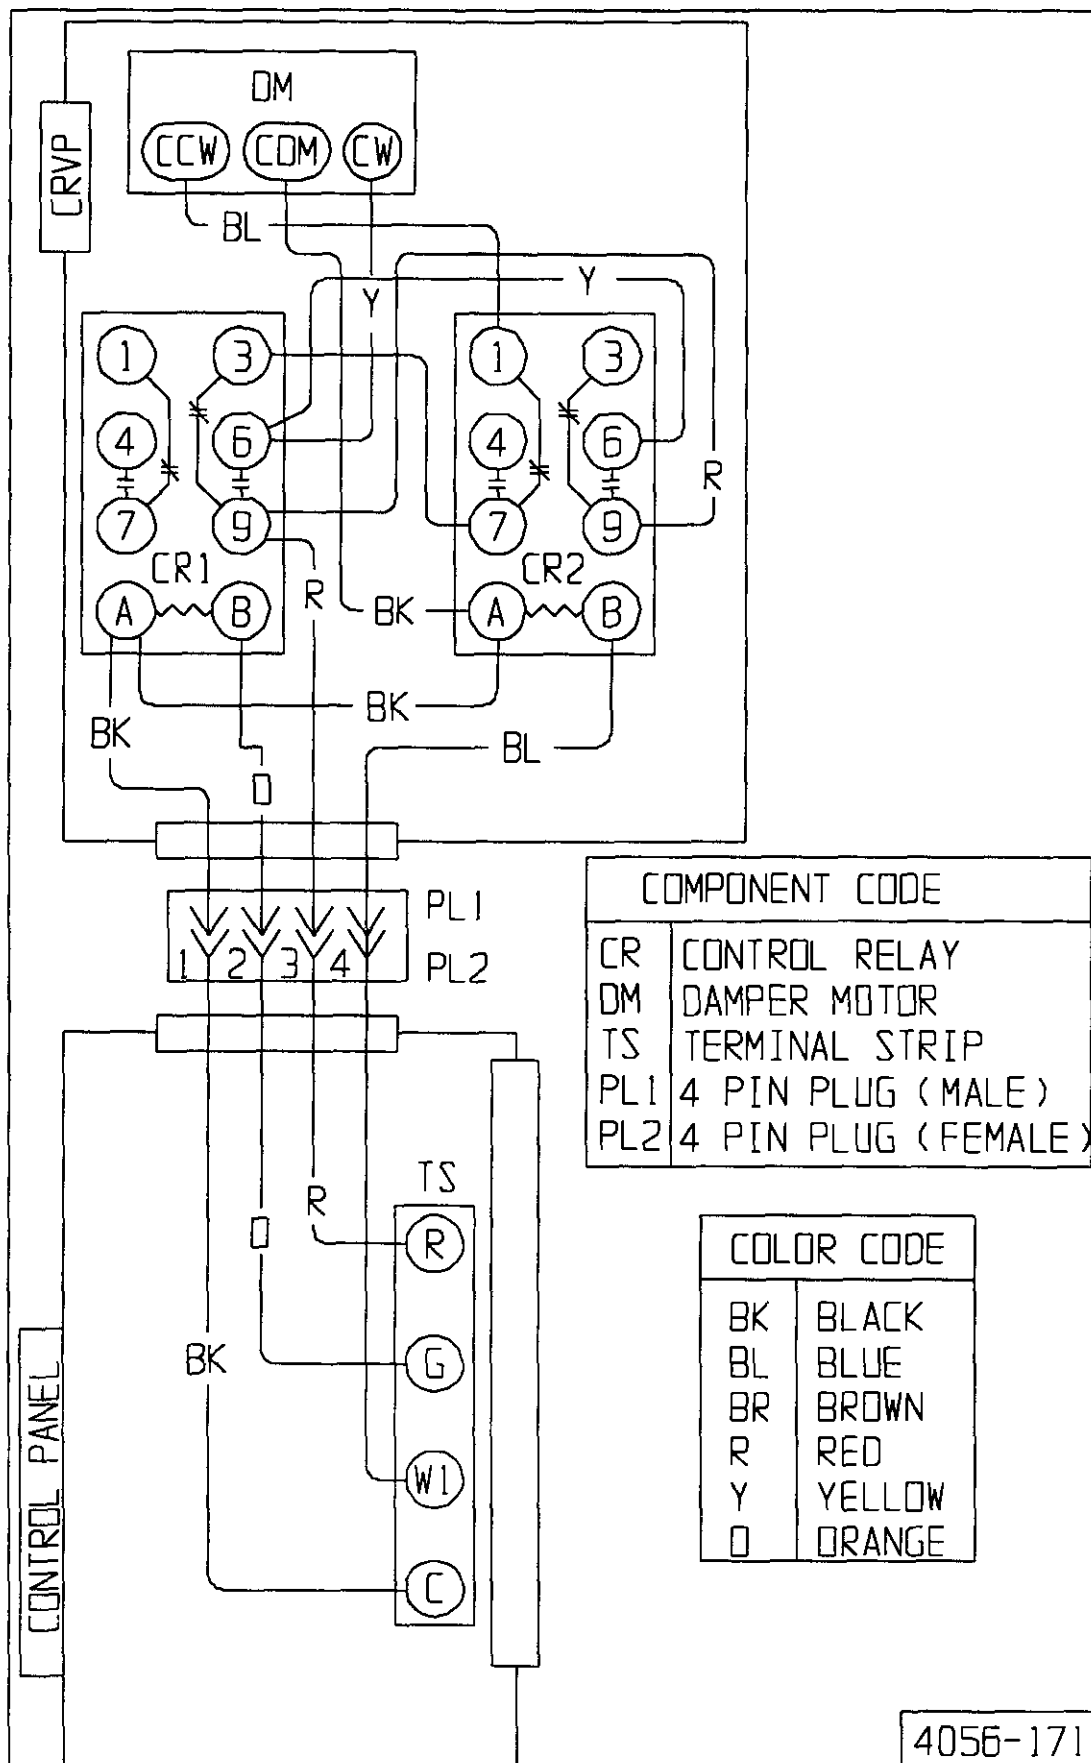 DM
CCW COM CW
CRVP
BL
Y Y
1 3 1 3
4 6 4 6
R
7 9 7 9
CR1 CR2
A B R BK A B
BK
BK BL
O
PL1
1 2 3 4 PL2
COMPONENT CODE
CR CONTROL RELAY
DM DAMPER MOTOR
TS TERMINAL STRIP
PL1 4 PIN PLUG (MALE)
PL2 4 PIN PLUG (FEMALE)
TS
R
O
R
BK
G
W1
C
CONTROL PANEL
COLOR CODE
BK BLACK
BL BLUE
BR BROWN
R RED
Y YELLOW
O ORANGE
4056-171